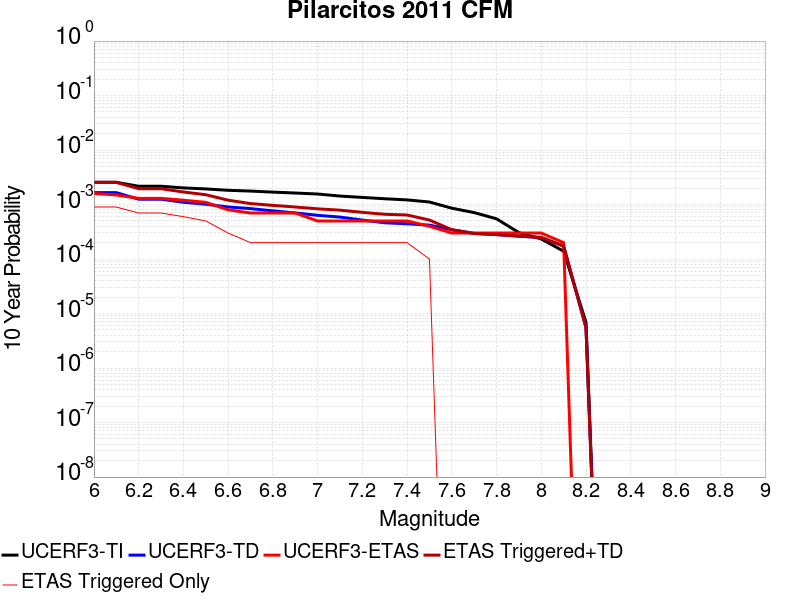 Pilarcitos 2011 CFM
10^0
10^-1
10^-2
10^-3
10^-4
10^-5
10^-6
10^-7
10^-8
10 Year Probability
6 6.2 6.4 6.6 6.8 7 7.2 7.4 7.6 7.8 8 8.2 8.4 8.6 8.8 9
Magnitude
UCERF3-TI UCERF3-TD UCERF3-ETAS ETAS Triggered+TD
ETAS Triggered Only